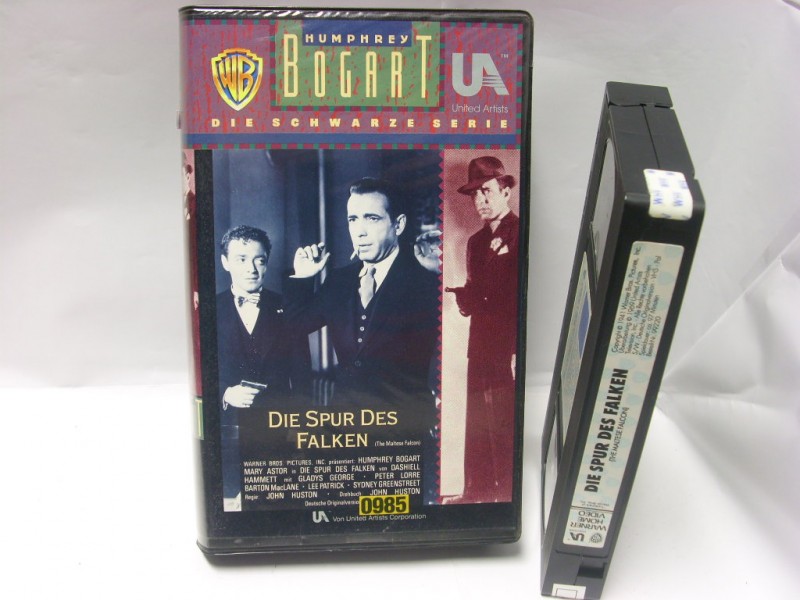 HUMPHREY
BOGART
WB
UA™
United Artists
DIE SCHWARZE SERIE
DIE SPUR DES
FALKEN (The Maltese Falcon)
WARNER BROS PICTURES, INC. präsentiert HUMPHREY BOGART
MARY ASTOR in DIE SPUR DES FALKEN von DASHIELL
HAMMETT mit GLADYS GEORGE · PETER LORRE
BARTON MacLANE · LEE PATRICK · SYDNEY GREENSTREET
Regie JOHN HUSTON · Drehbuch JOHN HUSTON
Deutsche Originalversion
0985
UA Von United Artists Corporation
DIE SPUR DES FALKEN
(THE MALTESE FALCON)
WARNER
HOME
VIDEO
UA